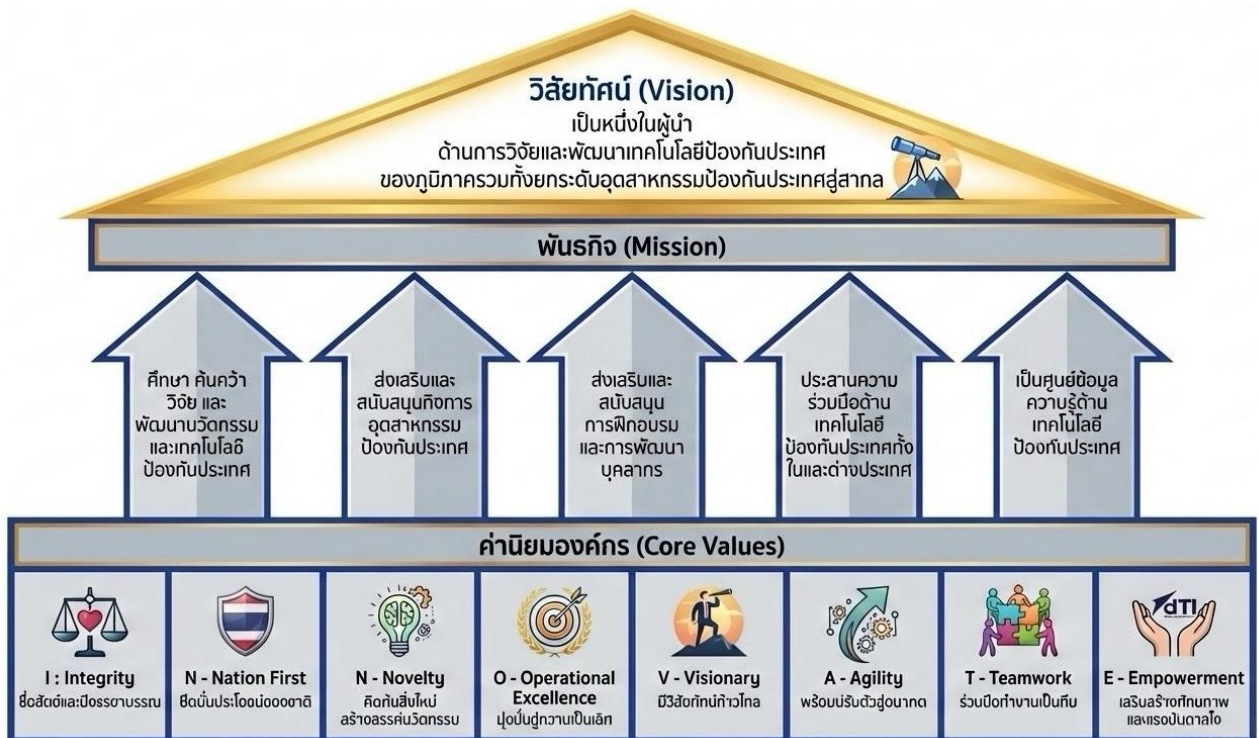 วิสัยทัศน์ (Vision)
เป็นหนึ่งในผู้นำ
ด้านการวิจัยและพัฒนาเทคโนโลยีป้องกันประเทศ
ของภูมิภาครวมทั้งยกระดับอุตสาหกรรมป้องกันประเทศสู่สากล
พันธกิจ (Mission)
ศึกษา ค้นคว้า
วิจัย และ
พัฒนานวัตกรรม
และเทคโนโลยี
ป้องกันประเทศ
ส่งเสริมและ
สนับสนุนกิจการ
อุตสาหกรรม
ป้องกันประเทศ
ส่งเสริมและ
สนับสนุน
การฝึกอบรม
และการพัฒนา
บุคลากร
ประสานความ
ร่วมมือด้าน
เทคโนโลยี
ป้องกันประเทศทั้ง
ในและต่างประเทศ
เป็นศูนย์ข้อมูล
ความรู้ด้าน
เทคโนโลยี
ป้องกันประเทศ
ค่านิยมองค์กร (Core Values)
I : Integrity
N - Nation First
N - Novelty
คิดค้นสิ่งใหม่
O - Operational
Excellence
V - Visionary
A - Agility
พร้อมปรับตัวสู่อนาคต
T - Teamwork
ร่วมมือทำงานเป็นทีม
dTI
E - Empowerment